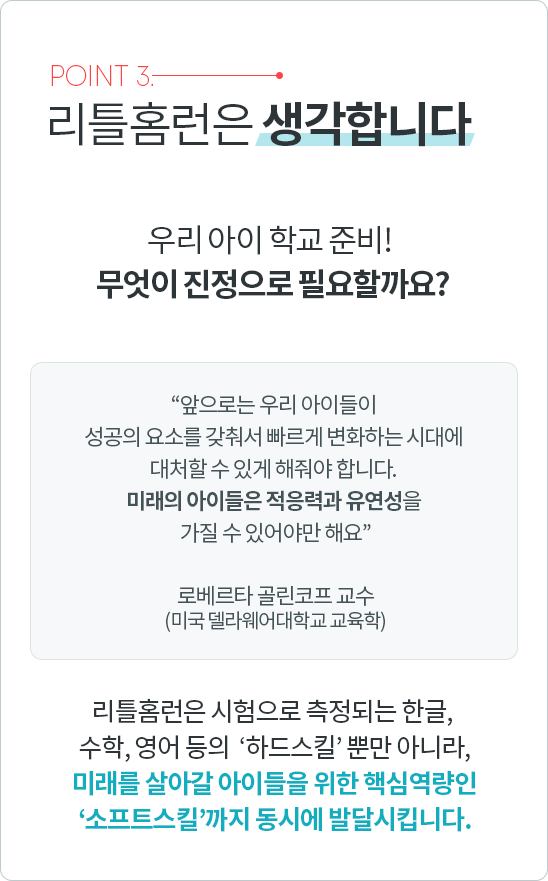 POINT 3.
리틀홈런은 생각합니다
우리 아이 학교 준비!
무엇이 진정으로 필요할까요?
“앞으로는 우리 아이들이
성공의 요소를 갖춰서 빠르게 변화하는 시대에
대처할 수 있게 해줘야 합니다.
미래의 아이들은 적응력과 유연성을
가질 수 있어야만 해요”
로베르타 골린코프 교수
(미국 델라웨어대학교 교육학)
리틀홈런은 시험으로 측정되는 한글,
수학, 영어 등의 ‘하드스킬’ 뿐만 아니라,
미래를 살아갈 아이들을 위한 핵심역량인
‘소프트스킬’까지 동시에 발달시킵니다.